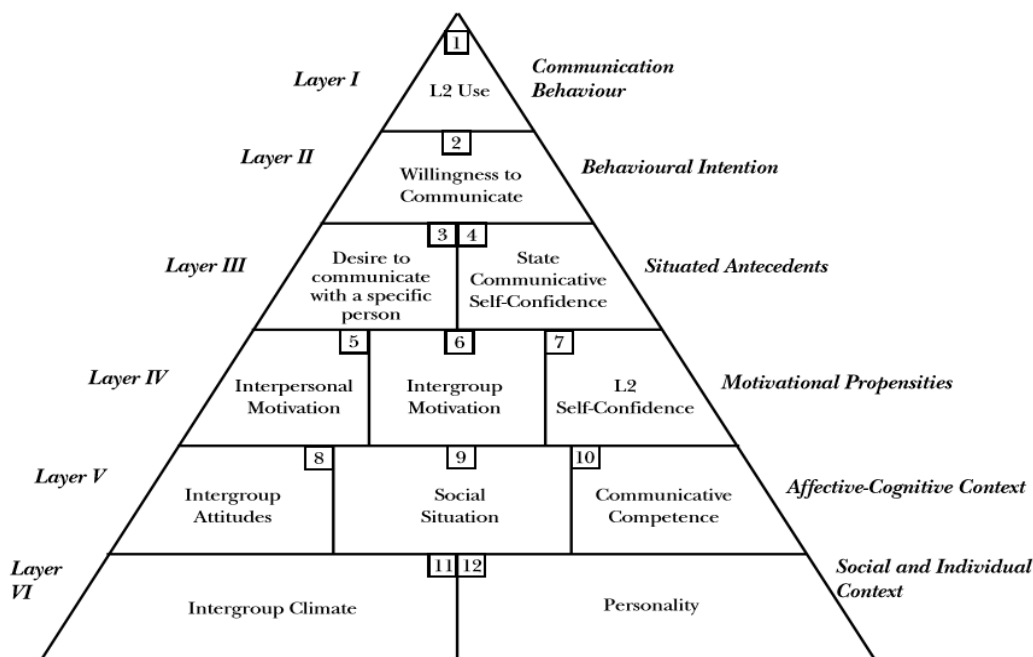 1
Layer I
L2 Use
Communication
Behaviour
Layer II
2
Willingness to
Communicate
Behavioural Intention
Layer III
3 4
Desire to
communicate
with a specific
person
State
Communicative
Self-Confidence
Situated Antecedents
Layer IV
5 6 7
Interpersonal
Motivation
Intergroup
Motivation
L2
Self-Confidence
Motivational Propensities
Layer V
8 9 10
Intergroup
Attitudes
Social
Situation
Communicative
Competence
Affective-Cognitive Context
Layer
VI
11 12
Intergroup Climate
Personality
Social and Individual
Context